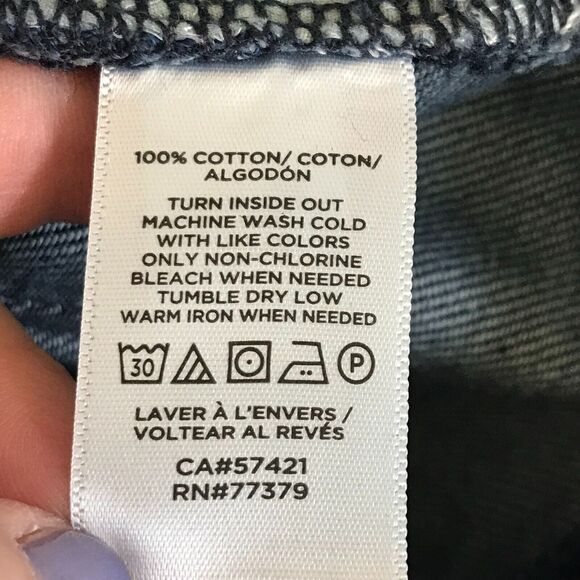 100% COTTON/ COTON/
ALGODÓN
TURN INSIDE OUT
MACHINE WASH COLD
WITH LIKE COLORS
ONLY NON-CHLORINE
BLEACH WHEN NEEDED
TUMBLE DRY LOW
WARM IRON WHEN NEEDED
30 P
LAVER À L'ENVERS /
VOLTEAR AL REVÉS
CA#57421
RN#77379